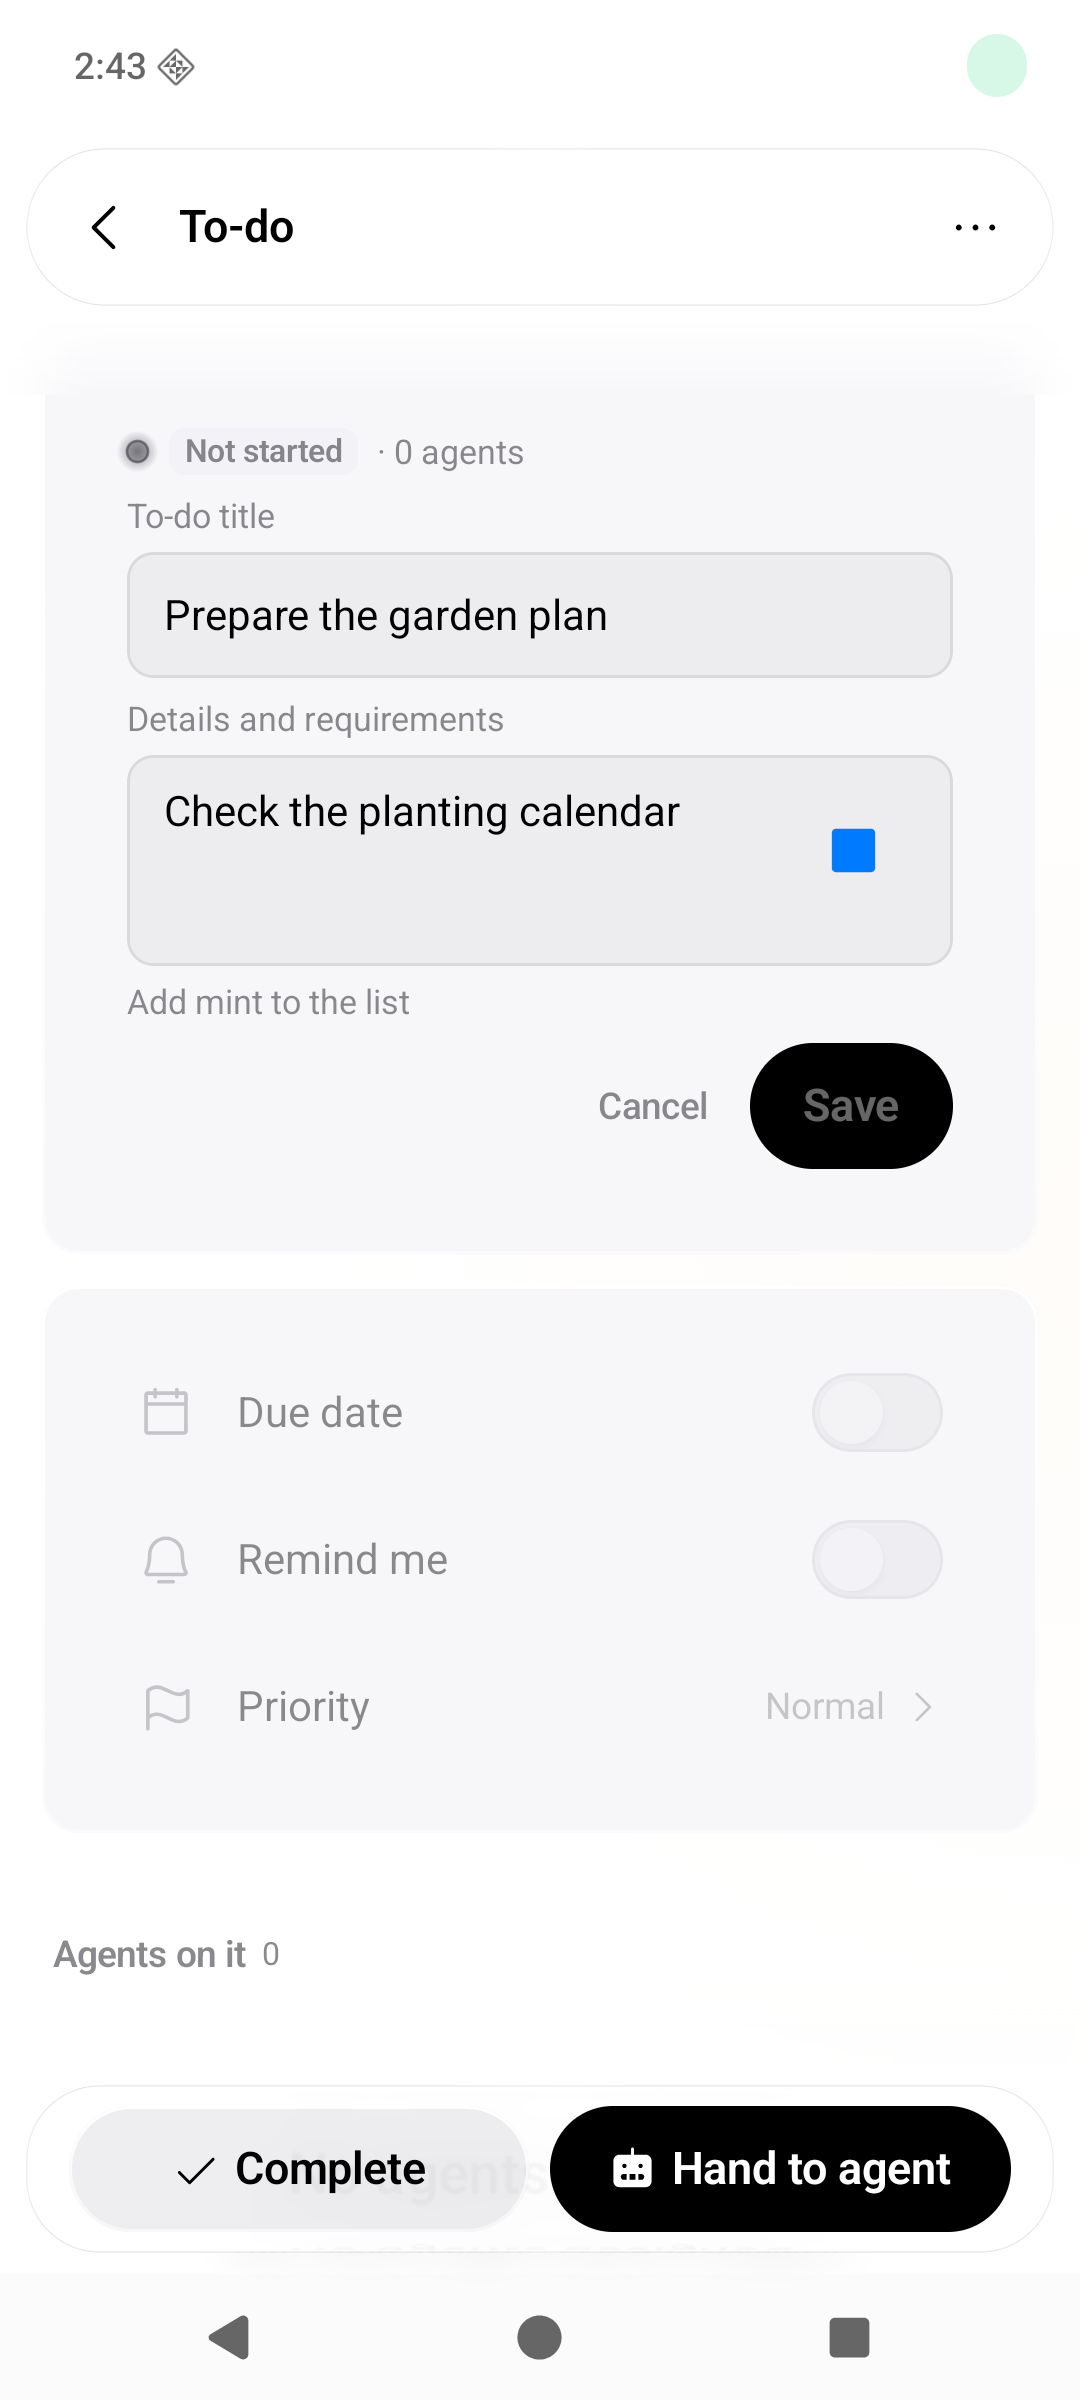 2:43
To-do
Not started · 0 agents
To-do title
Prepare the garden plan
Details and requirements
Check the planting calendar
Add mint to the list
Cancel
Save
Due date
Remind me
Priority
Normal
Agents on it 0
Complete
Hand to agent